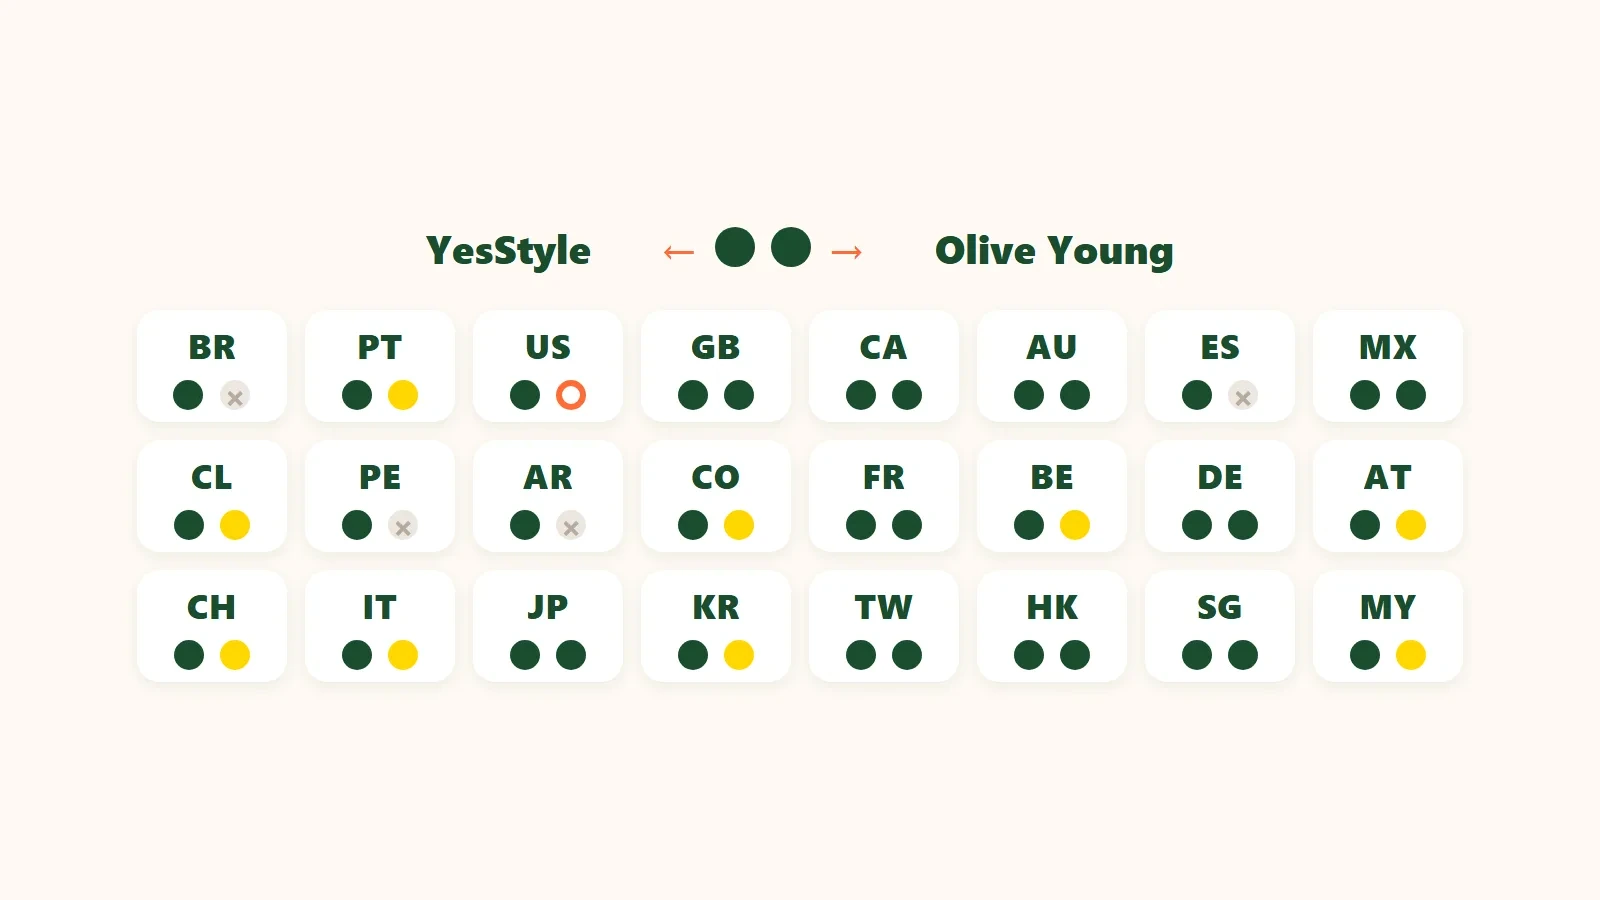 YesStyle ← → Olive Young
BR PT US GB CA AU ES MX
CL PE AR CO FR BE DE AT
CH IT JP KR TW HK SG MY